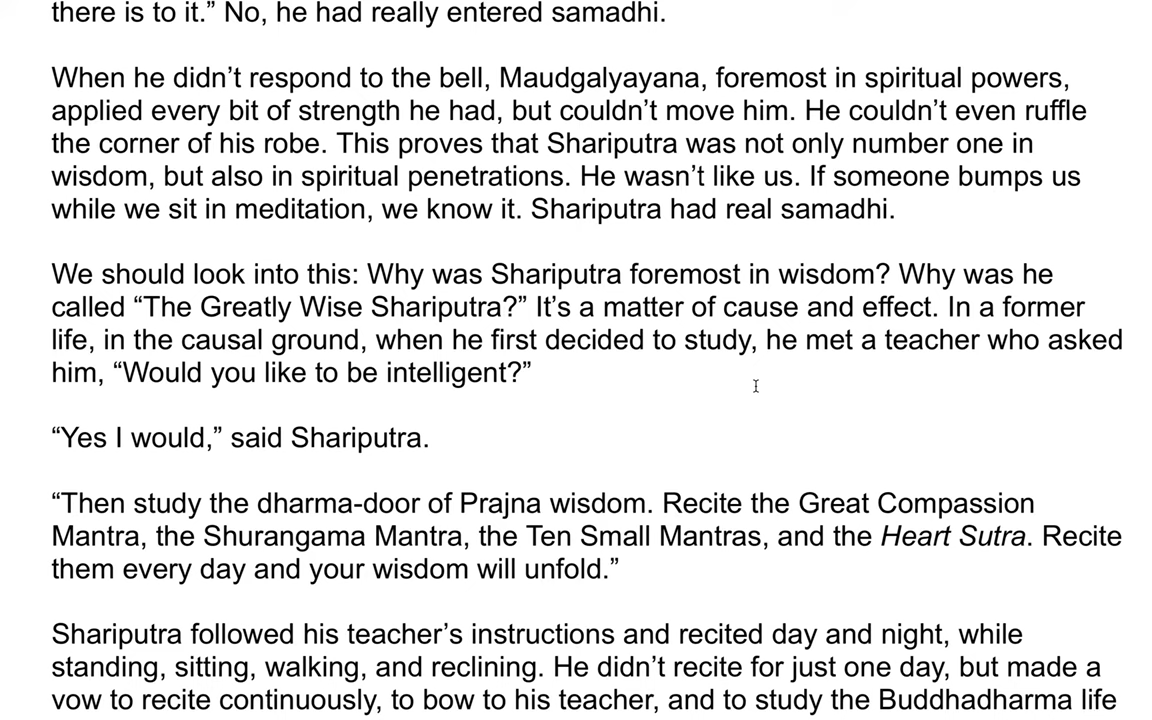 there is to it.” No, he had really entered samadhi.
When he didn’t respond to the bell, Maudgalyayana, foremost in spiritual powers,
applied every bit of strength he had, but couldn’t move him. He couldn’t even ruffle
the corner of his robe. This proves that Shariputra was not only number one in
wisdom, but also in spiritual penetrations. He wasn’t like us. If someone bumps us
while we sit in meditation, we know it. Shariputra had real samadhi.
We should look into this: Why was Shariputra foremost in wisdom? Why was he
called “The Greatly Wise Shariputra?” It’s a matter of cause and effect. In a former
life, in the causal ground, when he first decided to study, he met a teacher who asked
him, “Would you like to be intelligent?”
“Yes I would,” said Shariputra.
“Then study the dharma-door of Prajna wisdom. Recite the Great Compassion
Mantra, the Shurangama Mantra, the Ten Small Mantras, and the Heart Sutra. Recite
them every day and your wisdom will unfold.”
Shariputra followed his teacher’s instructions and recited day and night, while
standing, sitting, walking, and reclining. He didn’t recite for just one day, but made a
vow to recite continuously, to bow to his teacher, and to study the Buddhadharma life